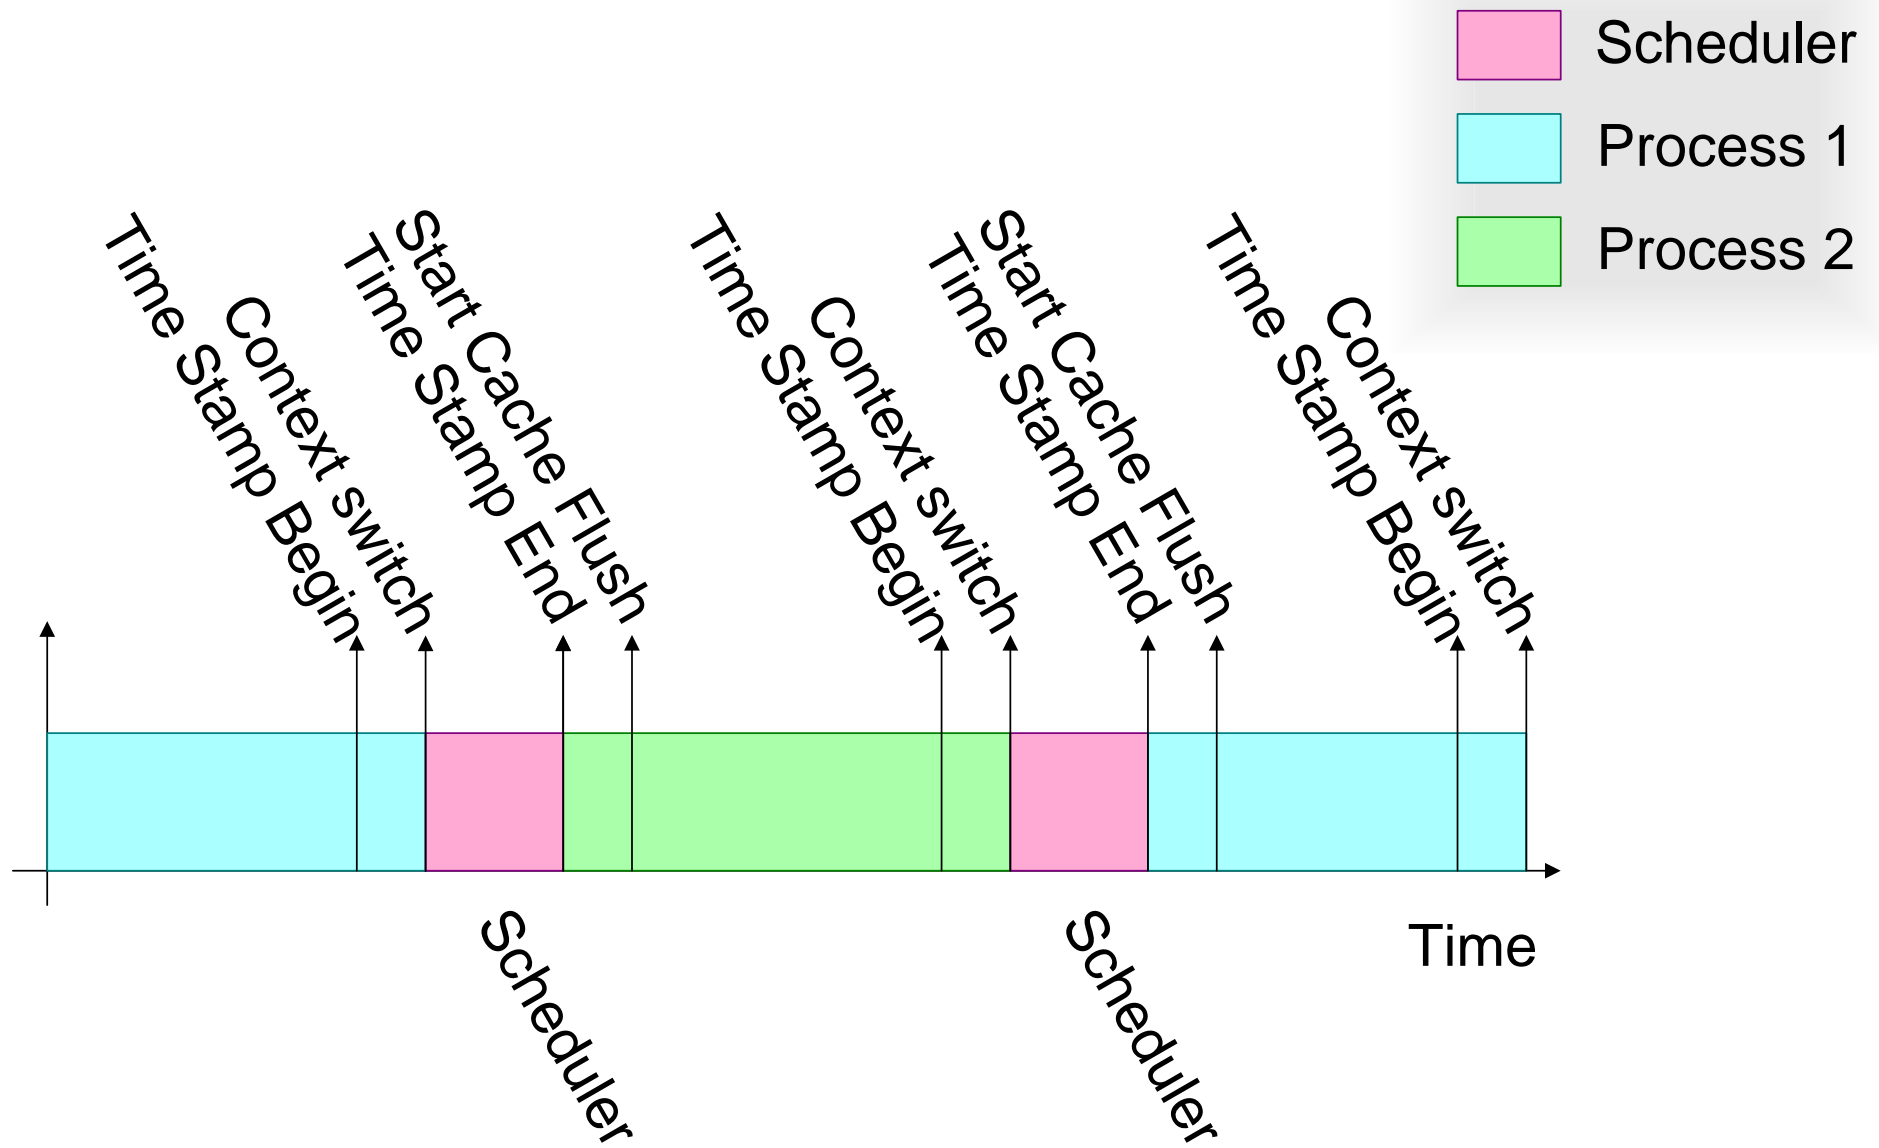 Scheduler
Process 1
Process 2
Time Stamp Begin
Context switch
Time Stamp End
Start Cache Flush
Time Stamp Begin
Context switch
Time Stamp End
Start Cache Flush
Time Stamp Begin
Context switch
Scheduler
Scheduler
Time